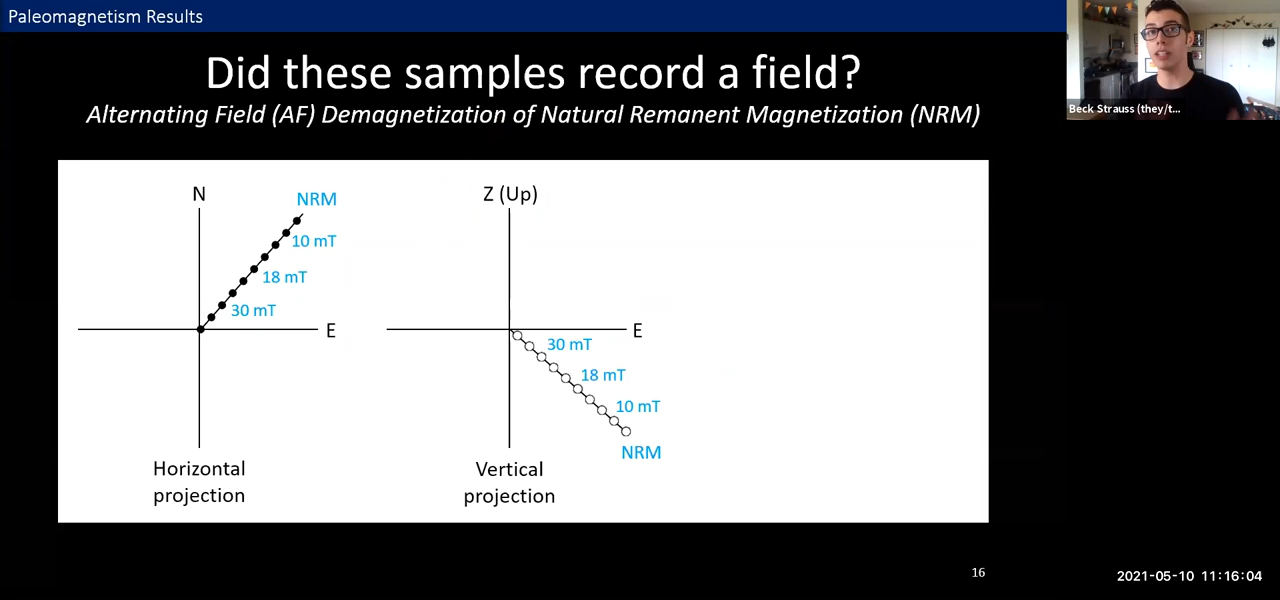 Paleomagnetism Results
Did these samples record a field?
Alternating Field (AF) Demagnetization of Natural Remanent Magnetization (NRM)
Beck Strauss (they/t...
N
NRM
10 mT
18 mT
30 mT
E
Horizontal
projection
Z (Up)
E
30 mT
18 mT
10 mT
NRM
Vertical
projection
16
2021-05-10 11:16:04